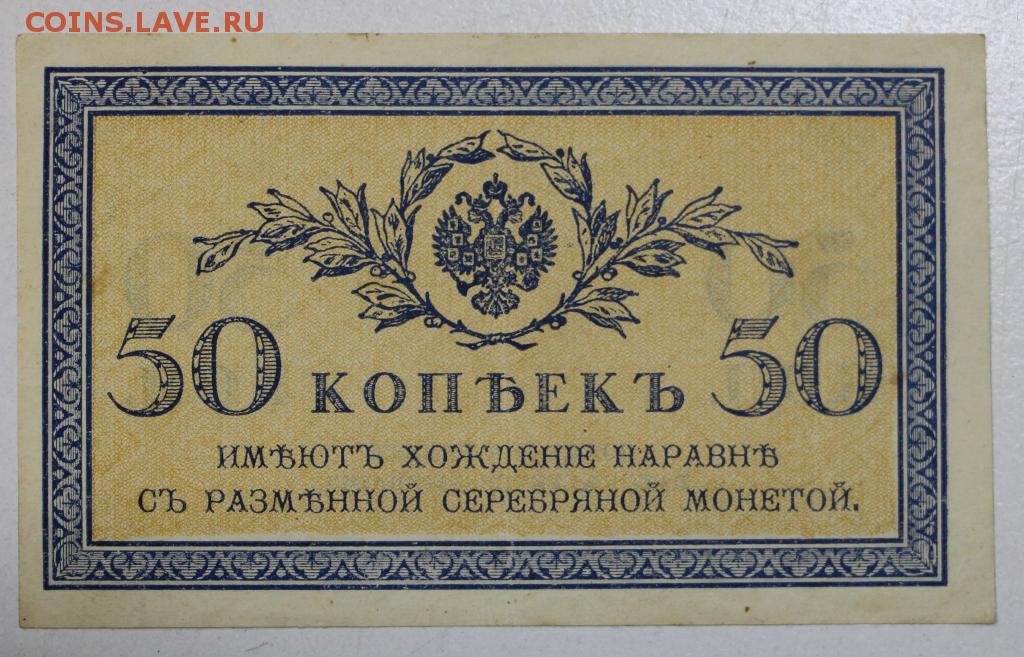 COINS.LAVE.RU
50 КОПѢЕКЪ 50
ИМѢЮТЪ ХОЖДЕНІЕ НАРАВНѢ
СЪ РАЗМѢННОЙ СЕРЕБРЯНОЙ МОНЕТОЙ.